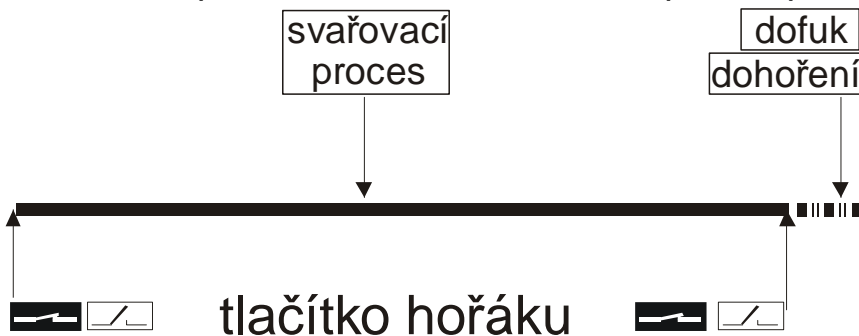 svařovací
proces
dofuk
dohoření
tlačítko hořáku